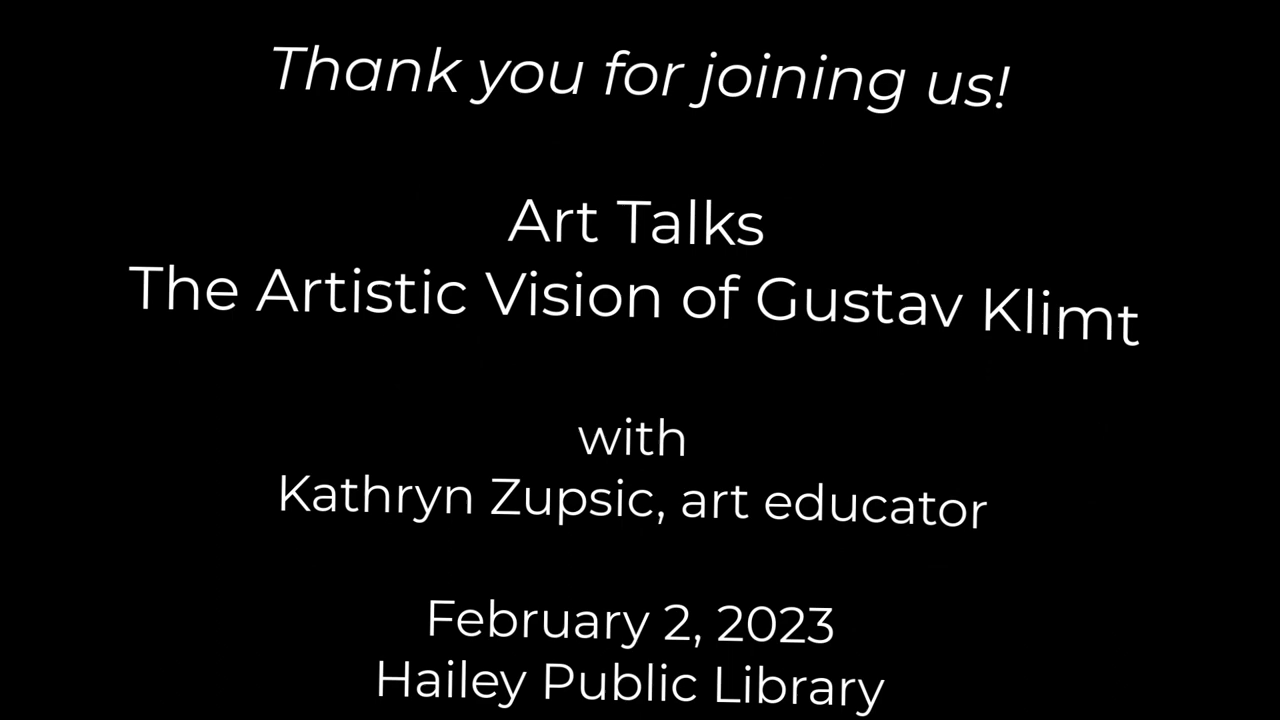 Thank you for joining us!
Art Talks
The Artistic Vision of Gustav Klimt
with
Kathryn Zupsic, art educator
February 2, 2023
Hailey Public Library